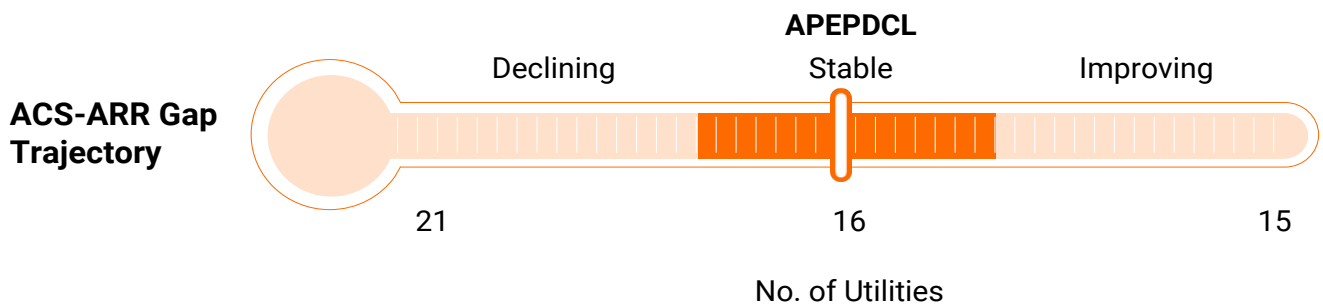 APEPDCL
Declining Stable Improving
ACS-ARR Gap
Trajectory
21 16 15
No. of Utilities